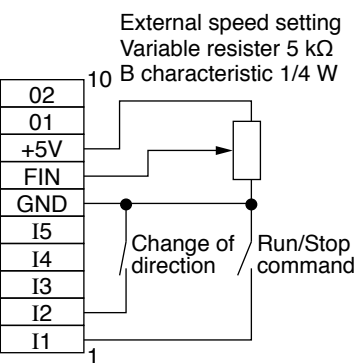 External speed setting
Variable resister 5 kΩ
B characteristic 1/4 W
10
02
01
+5V
FIN
GND
I5
I4
I3
I2
I1
1
Change of
direction
Run/Stop
command